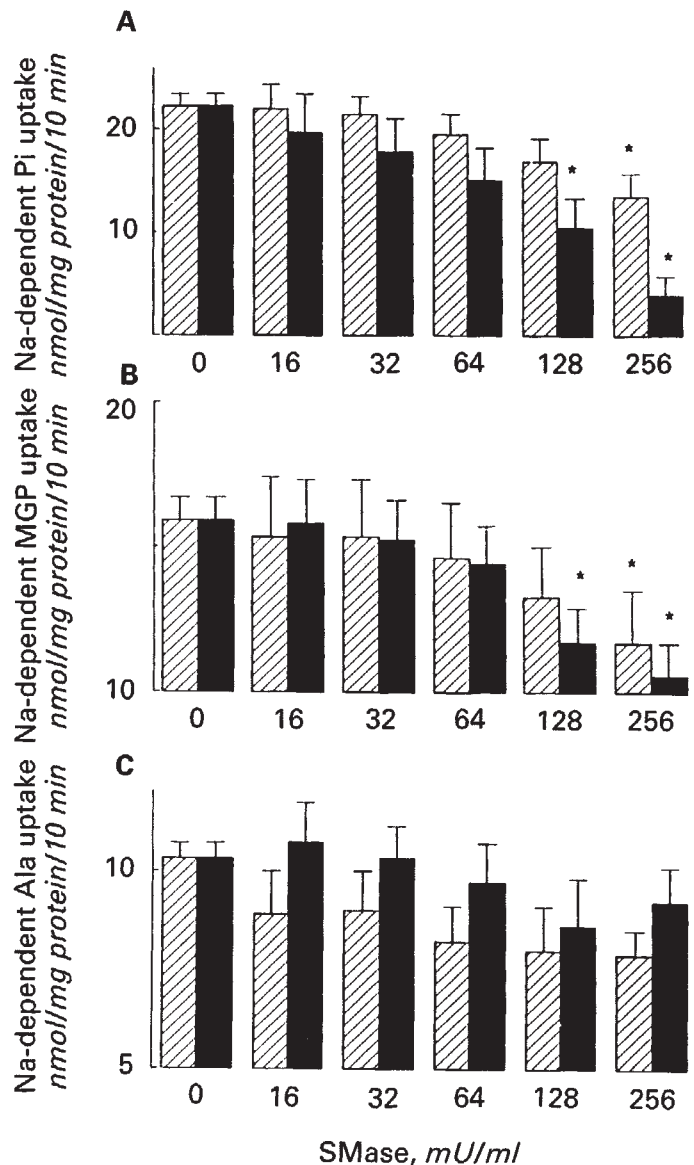 A
Na-dependent Pi uptake
nmol/mg protein/10 min
20
10
*
*
*
0 16 32 64 128 256
B
Na-dependent MGP uptake
nmol/mg protein/10 min
20
10
*
*
*
0 16 32 64 128 256
C
Na-dependent Ala uptake
nmol/mg protein/10 min
10
5
0 16 32 64 128 256
SMase, mU/ml